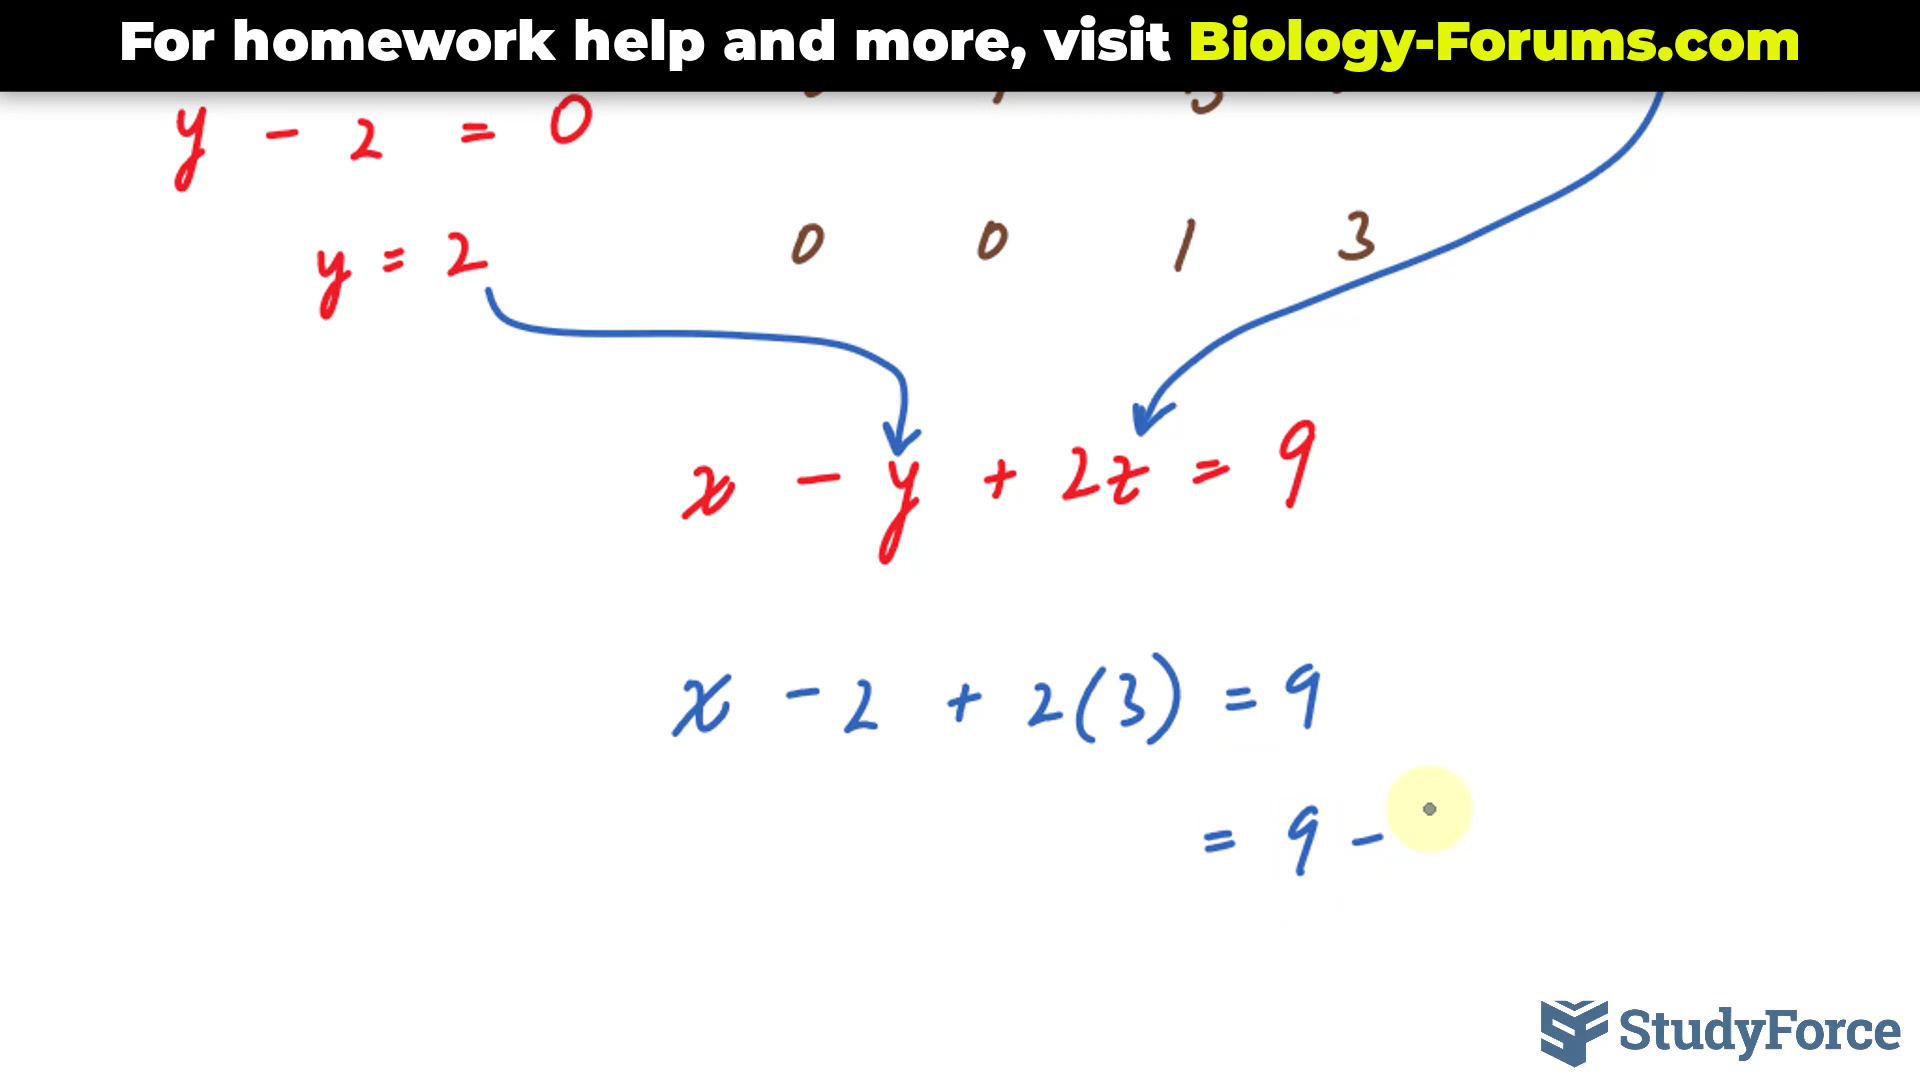 For homework help and more, visit Biology-Forums.com
y - 2 = 0
y = 2
0 0 1 3
x - y + 2z = 9
x - 2 + 2(3) = 9
= 9 -
StudyForce